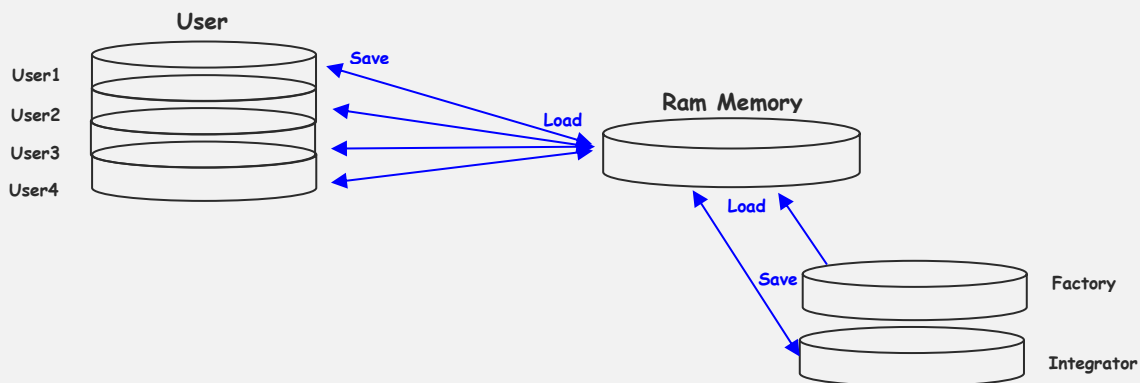 User
User1
Save
User2
Load
User3
User4
Ram Memory
Load
Save
Factory
Integrator